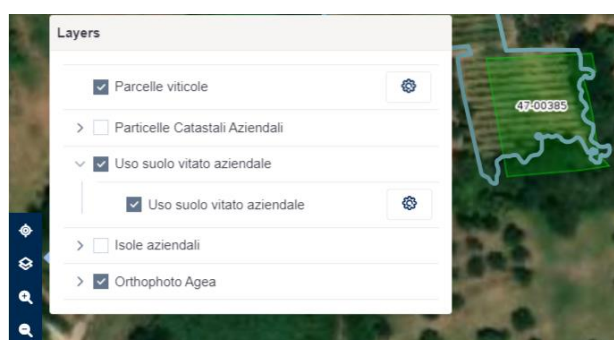 Layers
Parcelle viticole
47-00385
Particelle Catastali Aziendali
Uso suolo vitato aziendale
Uso suolo vitato aziendale
Isole aziendali
Orthophoto Agea